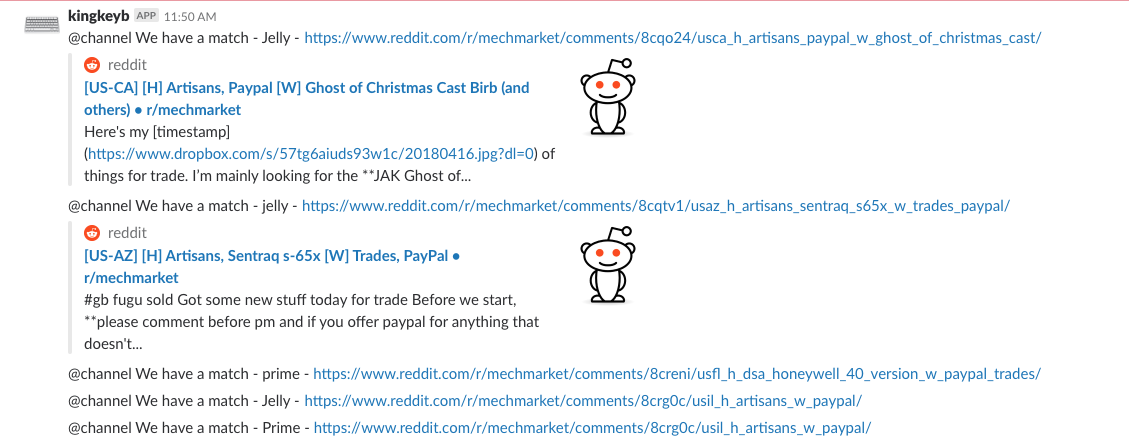 kingkeyb APP 11:50 AM
@channel We have a match - Jelly - https://www.reddit.com/r/mechmarket/comments/8cqo24/usca_h_artisans_paypal_w_ghost_of_christmas_cast/
reddit
[US-CA] [H] Artisans, Paypal [W] Ghost of Christmas Cast Birb (and
others) • r/mechmarket
Here's my [timestamp]
(https://www.dropbox.com/s/57tg6aiuds93w1c/20180416.jpg?dl=0) of
things for trade. I'm mainly looking for the **JAK Ghost of...
@channel We have a match - jelly - https://www.reddit.com/r/mechmarket/comments/8cqtv1/usaz_h_artisans_sentraq_s65x_w_trades_paypal/
reddit
[US-AZ] [H] Artisans, Sentraq s-65x [W] Trades, PayPal •
r/mechmarket
#gb fugu sold Got some new stuff today for trade Before we start,
**please comment before pm and if you offer paypal for anything that
doesn't...
@channel We have a match - prime - https://www.reddit.com/r/mechmarket/comments/8creni/usfl_h_dsa_honeywell_40_version_w_paypal_trades/
@channel We have a match - Jelly - https://www.reddit.com/r/mechmarket/comments/8crg0c/usil_h_artisans_w_paypal/
@channel We have a match - Prime - https://www.reddit.com/r/mechmarket/comments/8crg0c/usil_h_artisans_w_paypal/